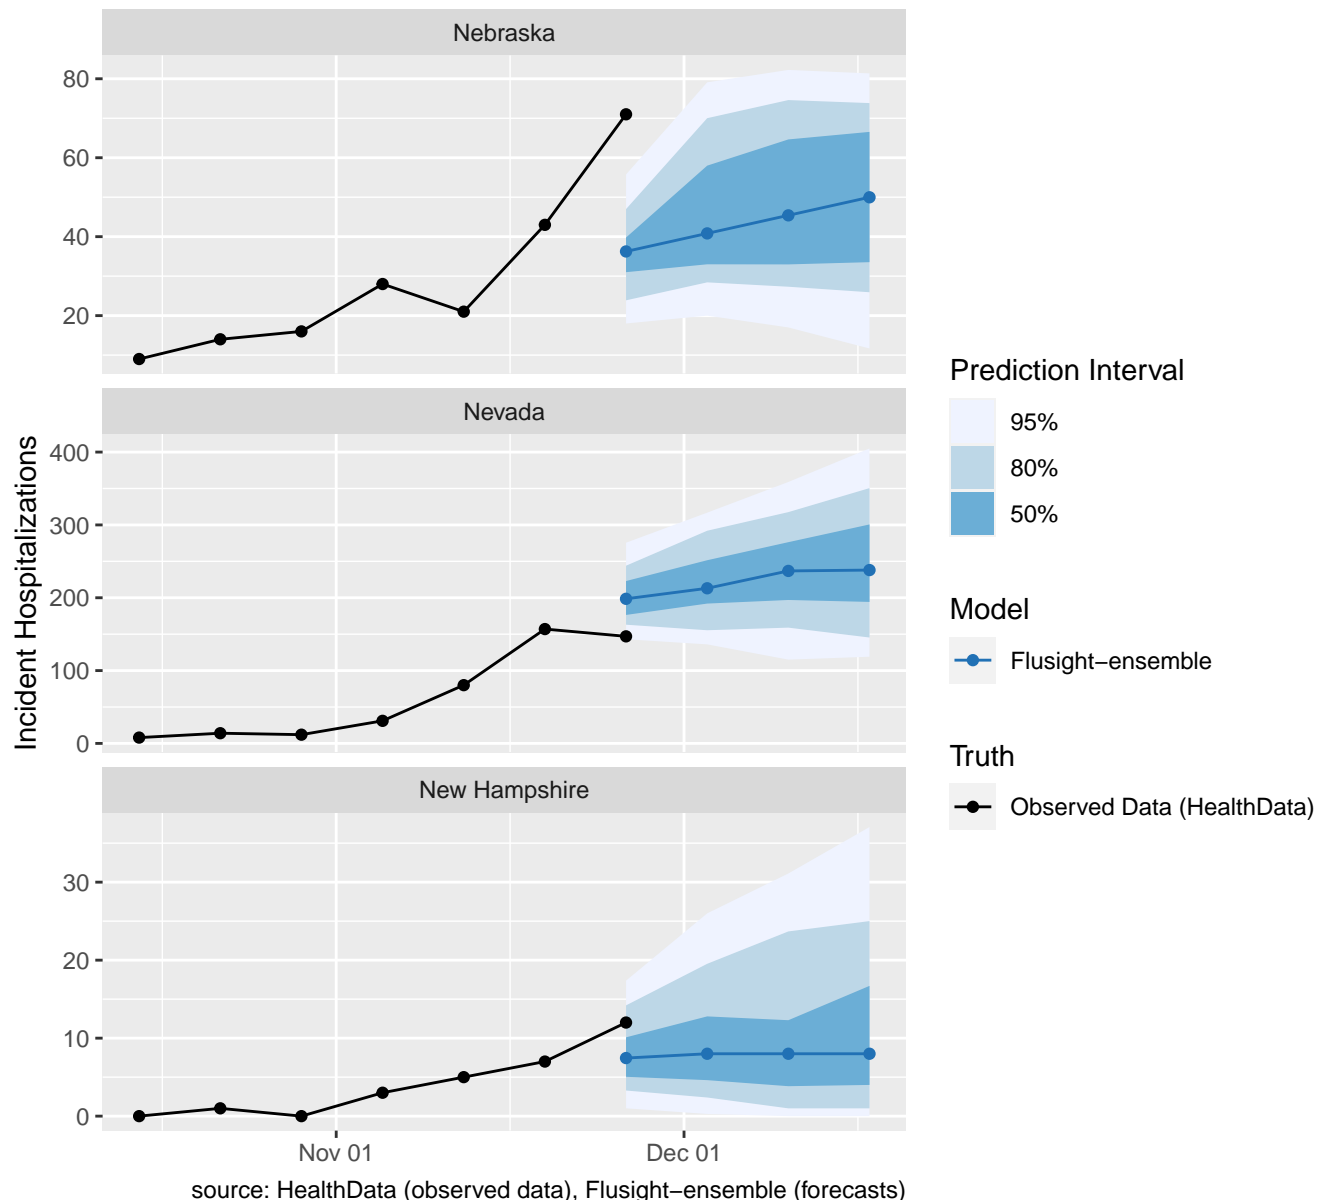 Nebraska
80
60
40
20
Nevada
400
300
200
100
0
New Hampshire
30
20
10
0
Nov 01
Dec 01
Incident Hospitalizations
source: HealthData (observed data), Flusight−ensemble (forecasts)
Prediction Interval
95%
80%
50%
Model
Flusight−ensemble
Truth
Observed Data (HealthData)